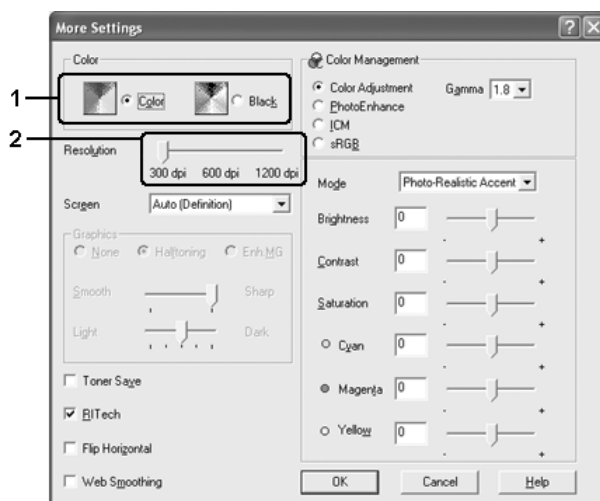 More Settings
Color
1
Color
Black
2
Resolution
300 dpi 600 dpi 1200 dpi
Screen
Auto (Definition)
Graphics
None
Halftoning
Enh.MG
Smooth
Sharp
Light
Dark
Toner Save
RITech
Flip Horizontal
Web Smoothing
Color Management
Color Adjustment
Gamma
1.8
PhotoEnhance
ICM
sRGB
Mode
Photo-Realistic Accent
Brightness
0
- +
Contrast
0
- +
Saturation
0
- +
Cyan
0
- +
Magenta
0
- +
Yellow
0
- +
OK
Cancel
Help